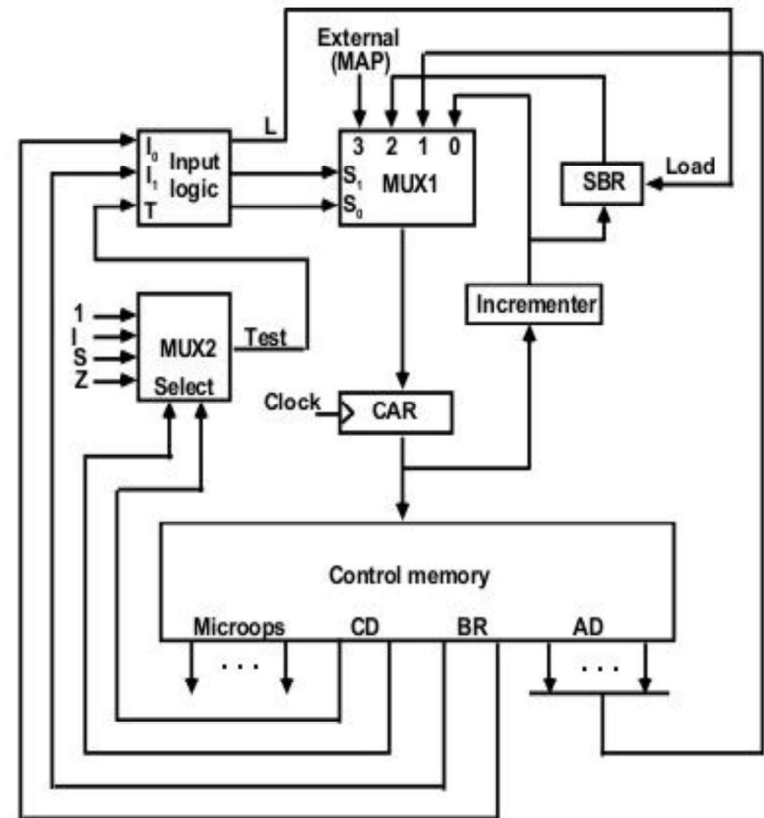 External
(MAP)
L
I₀
Input
logic
I₁
T
3 2 1 0
S₁
MUX1
S₀
SBR
Load
Incrementer
1
I
S
Z
MUX2
Select
Test
Clock
CAR
Control memory
Microops CD BR AD
. . .
. . .